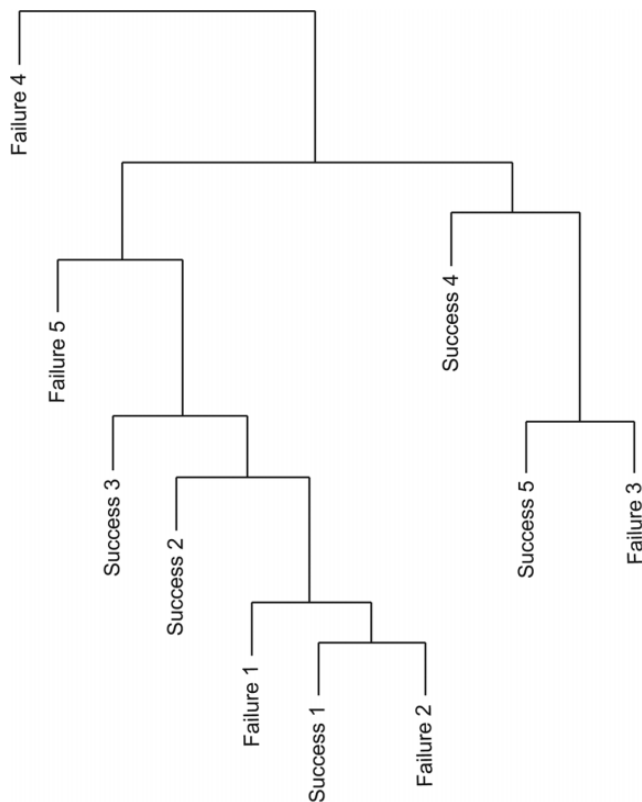 Failure 4
Failure 5
Success 3
Success 2
Failure 1
Success 1
Failure 2
Success 4
Success 5
Failure 3